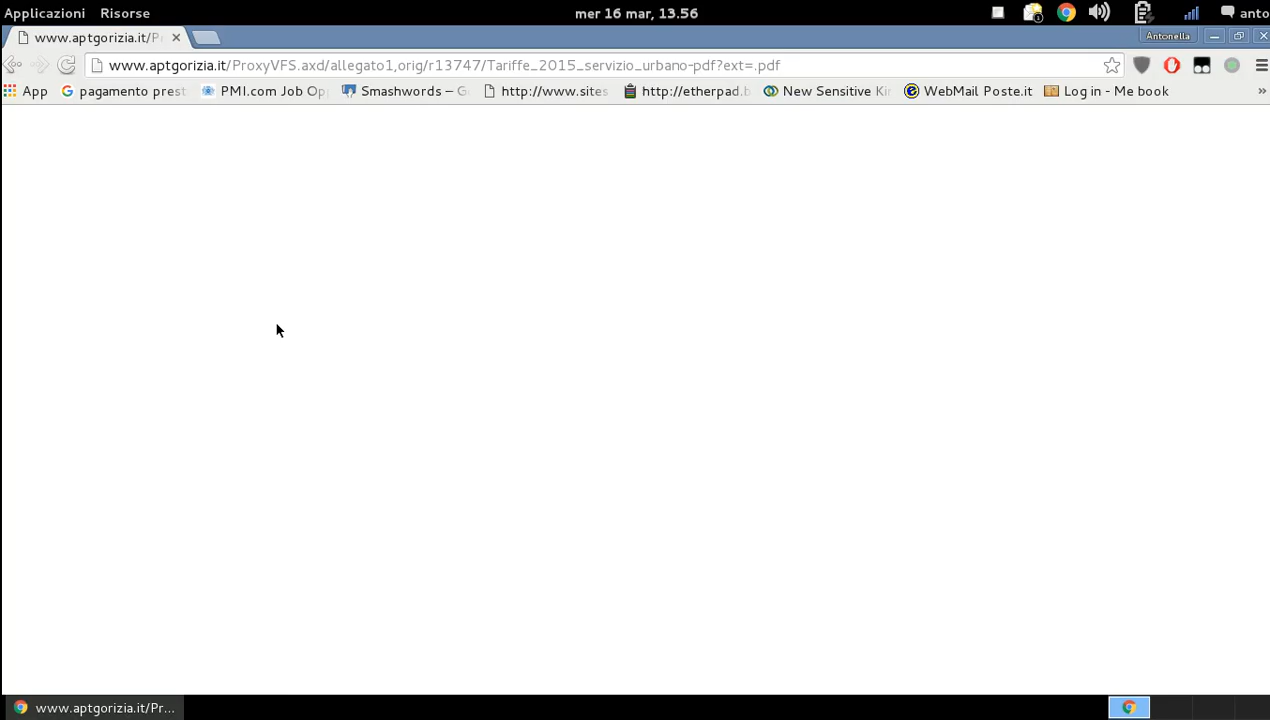 Applicazioni Risorse mer 16 mar, 13.56 anto
www.aptgorizia.it/P Antonella
www.aptgorizia.it/ProxyVFS.axd/allegato1,orig/r13747/Tariffe_2015_servizio_urbano-pdf?ext=.pdf
App pagamento prest PMI.com Job Op Smashwords – G http://www.sites http://etherpad.b New Sensitive Kir WebMail Poste.it Log in - Me book »
www.aptgorizia.it/Pr...